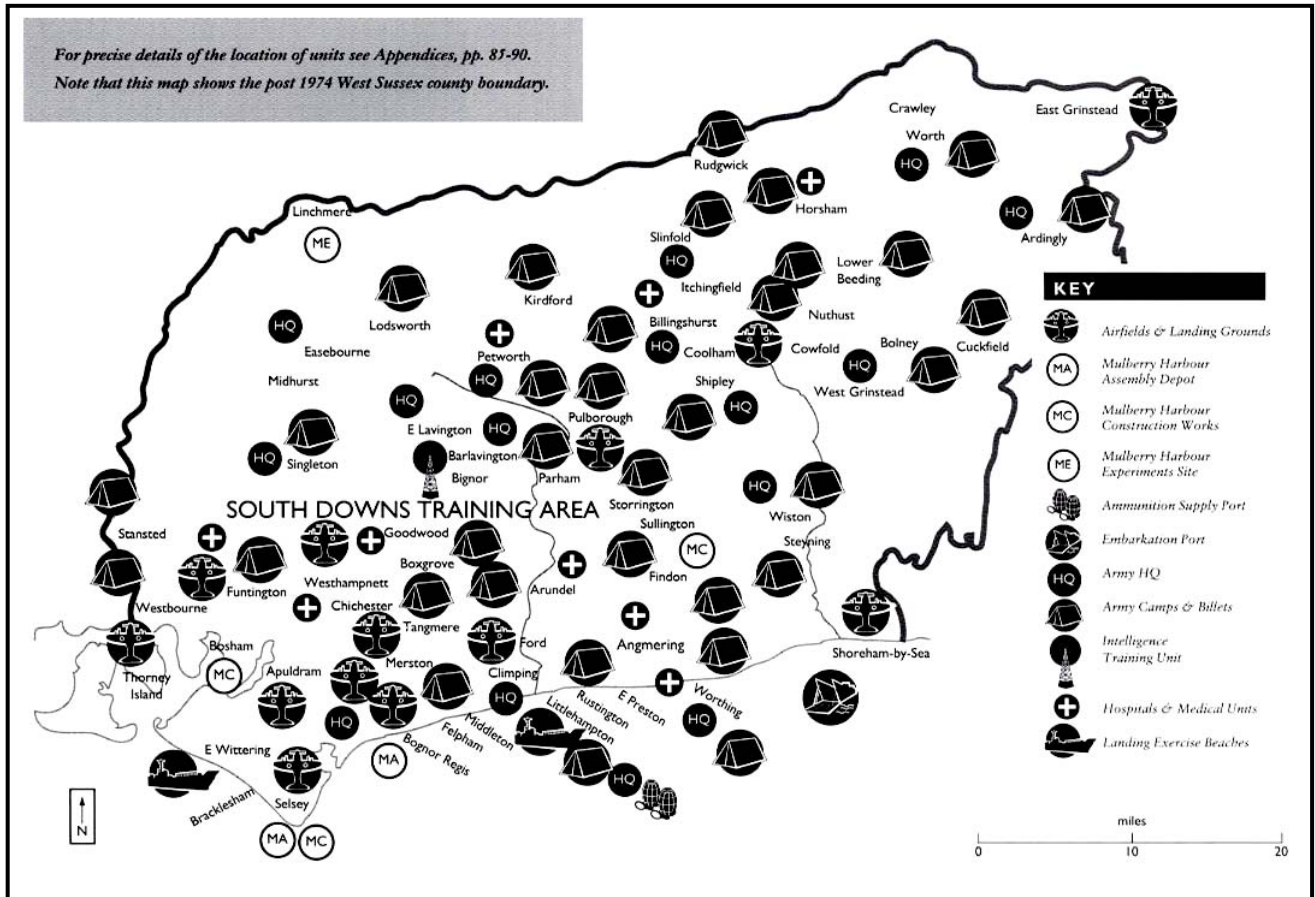 For precise details of the location of units see Appendices, pp. 85-90.
Note that this map shows the post 1974 West Sussex county boundary.
Crawley
East Grinstead
Worth
Rudgwick
Linchmere
ME
HQ
Horsham
HQ
Slinfold
Ardingly
HQ
Itchingfield
Lower
Beeding
Kirdford
Lodsworth
Nuthust
HQ
Easebourne
Billingshurst
HQ
Coolham
Cowfold
Bolney
Cuckfield
Petworth
HQ
West Grinstead
Midhurst
HQ
Shipley
HQ
HQ
Pulborough
E Lavington
HQ
Barlavington
Parham
HQ
Singleton
Bignor
Storrington
HQ
Wiston
SOUTH DOWNS TRAINING AREA
Sullington
Stansted
Goodwood
MC
Steyning
Boxgrove
Findon
Funtington
Westhampnett
Arundel
Westbourne
Chichester
Tangmere
Angmering
Bosham
Ford
Shoreham-by-Sea
MC
Thorney
Island
Apuldram
Merston
Climping
HQ
HQ
Rustington
E Preston
Worthing
HQ
Littlehampton
Middleton
Felpham
Bognor Regis
E Wittering
MA
HQ
Selsey
Bracklesham
MA
MC
N
KEY
Airfields & Landing Grounds
MA
Mulberry Harbour
Assembly Depot
MC
Mulberry Harbour
Construction Works
ME
Mulberry Harbour
Experiments Site
Ammunition Supply Port
Embarkation Port
HQ
Army HQ
Army Camps & Billets
Intelligence
Training Unit
Hospitals & Medical Units
Landing Exercise Beaches
miles
0
10
20